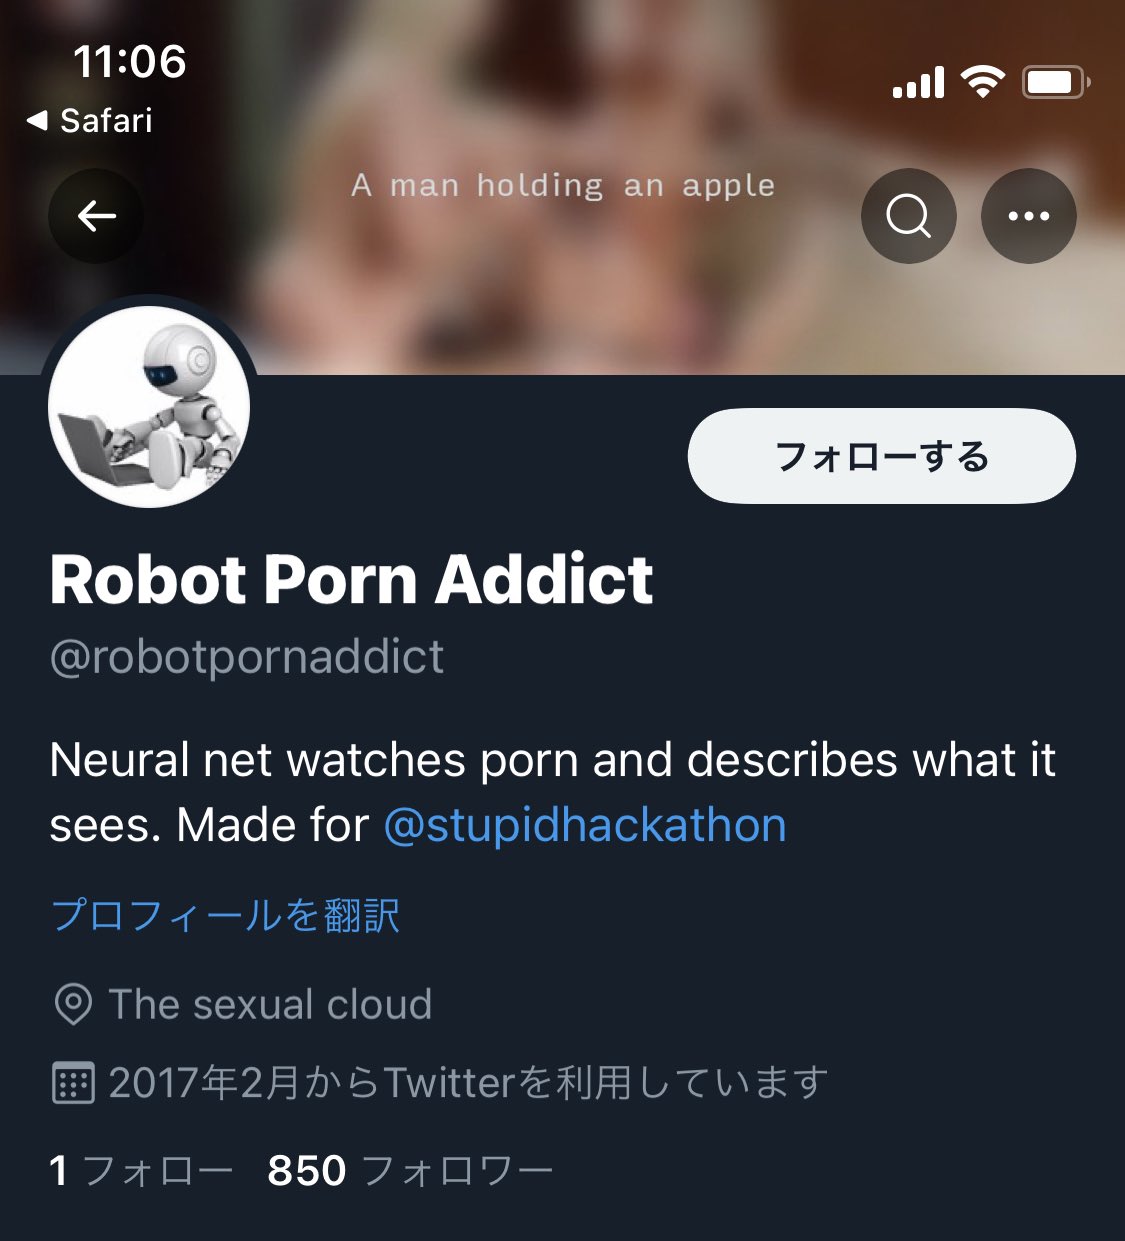 11:06
◀ Safari
A man holding an apple
フォローする
Robot Porn Addict
@robotpornaddict
Neural net watches porn and describes what it
sees. Made for @stupidhackathon
プロフィールを翻訳
The sexual cloud
2017年2月からTwitterを利用しています
1 フォロー 850 フォロワー